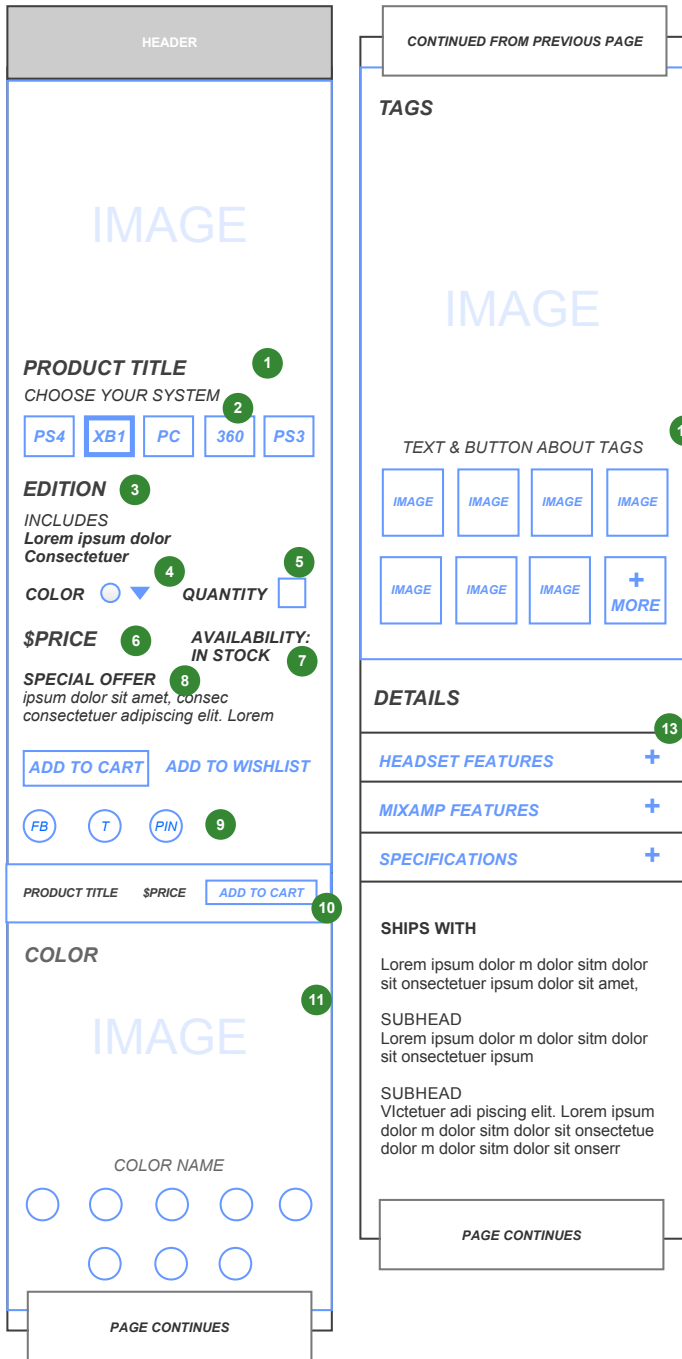 HEADER
IMAGE
PRODUCT TITLE 1
CHOOSE YOUR SYSTEM 2
PS4 XB1 PC 360 PS3
EDITION 3
INCLUDES
Lorem ipsum dolor
Consectetuer
4 5
COLOR QUANTITY
$PRICE 6 AVAILABILITY:
IN STOCK 7
SPECIAL OFFER 8
ipsum dolor sit amet, consec
consectetuer adipiscing elit. Lorem
ADD TO CART ADD TO WISHLIST
FB T PIN 9
PRODUCT TITLE $PRICE ADD TO CART
10
COLOR
11
IMAGE
COLOR NAME
PAGE CONTINUES
CONTINUED FROM PREVIOUS PAGE
TAGS
IMAGE
TEXT & BUTTON ABOUT TAGS
IMAGE IMAGE IMAGE IMAGE
IMAGE IMAGE IMAGE + MORE
DETAILS
13
HEADSET FEATURES +
MIXAMP FEATURES +
SPECIFICATIONS +
SHIPS WITH
Lorem ipsum dolor m dolor sitm dolor
sit onsectetuer ipsum dolor sit amet,
SUBHEAD
Lorem ipsum dolor m dolor sitm dolor
sit onsectetuer ipsum
SUBHEAD
VIctetuer adi piscing elit. Lorem ipsum
dolor m dolor sitm dolor sit onsectetue
dolor m dolor sitm dolor sit onserr
PAGE CONTINUES